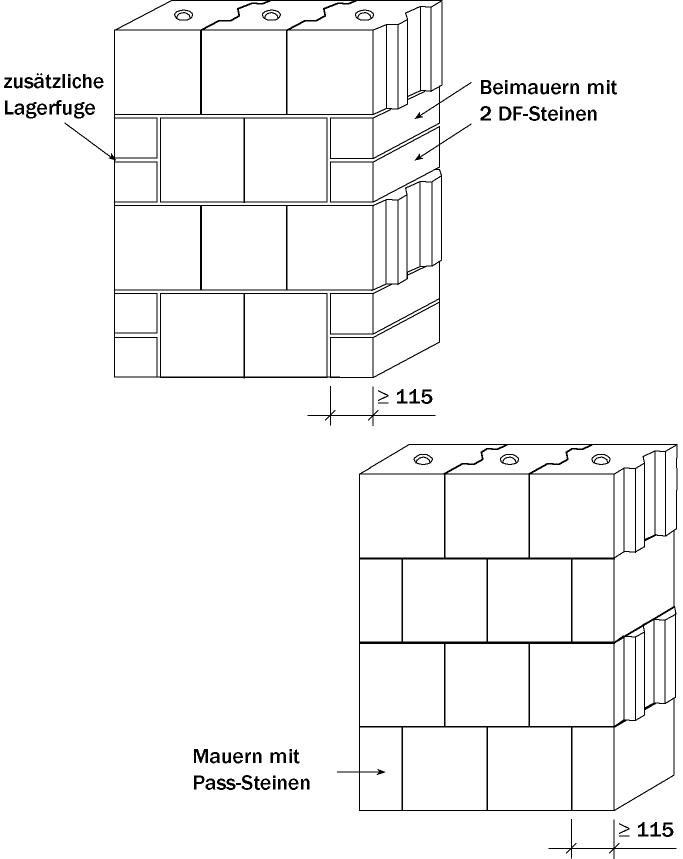 zusätzliche
Lagerfuge
Beimauern mit
2 DF-Steinen
≥ 115
Mauern mit
Pass-Steinen
≥ 115